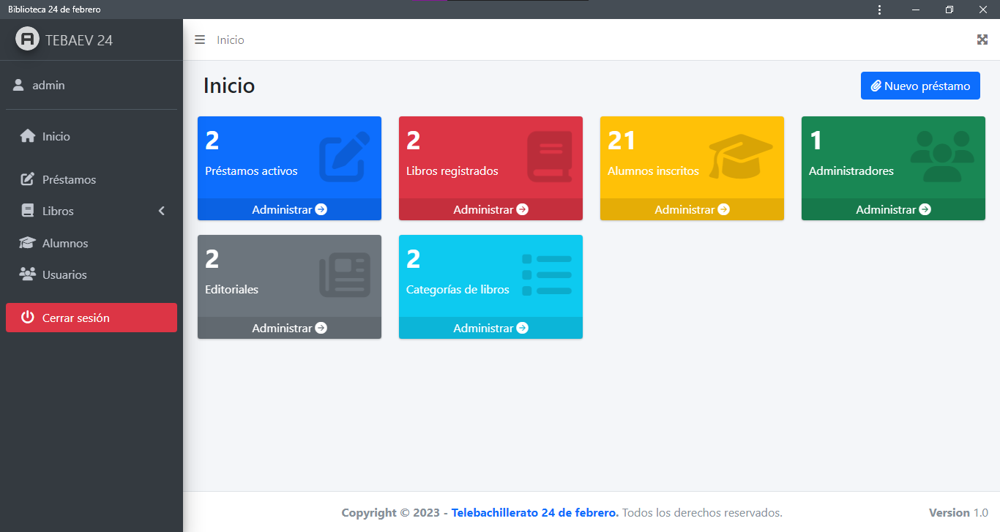 Biblioteca 24 de febrero
TEBAEV 24
Inicio
admin
Inicio
Nuevo préstamo
Inicio
Préstamos
Libros
Alumnos
Usuarios
Cerrar sesión
2
Préstamos activos
Administrar
2
Libros registrados
Administrar
21
Alumnos inscritos
Administrar
1
Administradores
Administrar
2
Editoriales
Administrar
2
Categorías de libros
Administrar
Copyright © 2023 - Telebachillerato 24 de febrero. Todos los derechos reservados.
Version 1.0